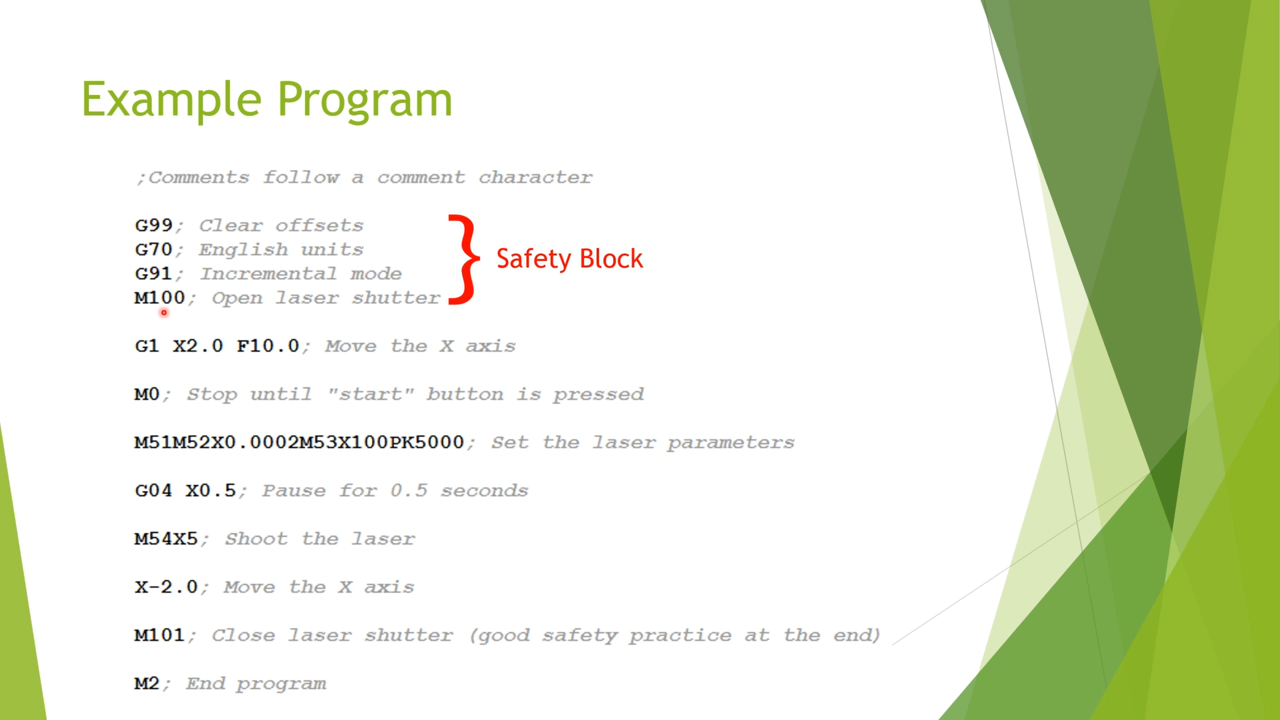 Example Program
;Comments follow a comment character
G99; Clear offsets
G70; English units
G91; Incremental mode
M100; Open laser shutter
} Safety Block
G1 X2.0 F10.0; Move the X axis
M0; Stop until "start" button is pressed
M51M52X0.0002M53X100PK5000; Set the laser parameters
G04 X0.5; Pause for 0.5 seconds
M54X5; Shoot the laser
X-2.0; Move the X axis
M101; Close laser shutter (good safety practice at the end)
M2; End program